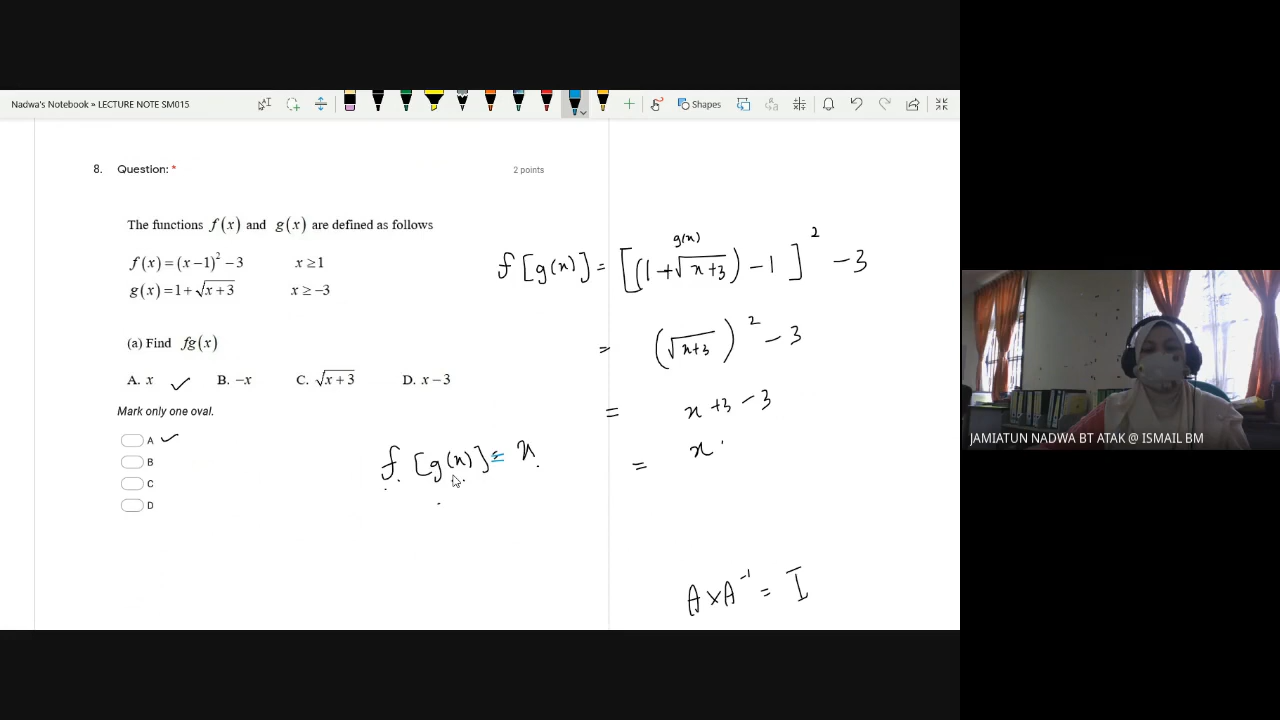 Nadwa's Notebook » LECTURE NOTE SM015
Shapes
8. Question: *
2 points
The functions f(x) and g(x) are defined as follows
f(x) = (x−1)² −3 x ≥ 1
g(x) = 1+√(x+3) x ≥ −3
(a) Find fg(x)
A. x ✓ B. −x C. √(x+3) D. x−3
Mark only one oval.
A ✓
B
C
D
g(x)
f[g(x)] = [(1+√(x+3)) −1]² −3
= (√(x+3))² −3
= x+3−3
= x
f[g(x)] = x
A×A⁻¹ = I
JAMIATUN NADWA BT ATAK @ ISMAIL BM